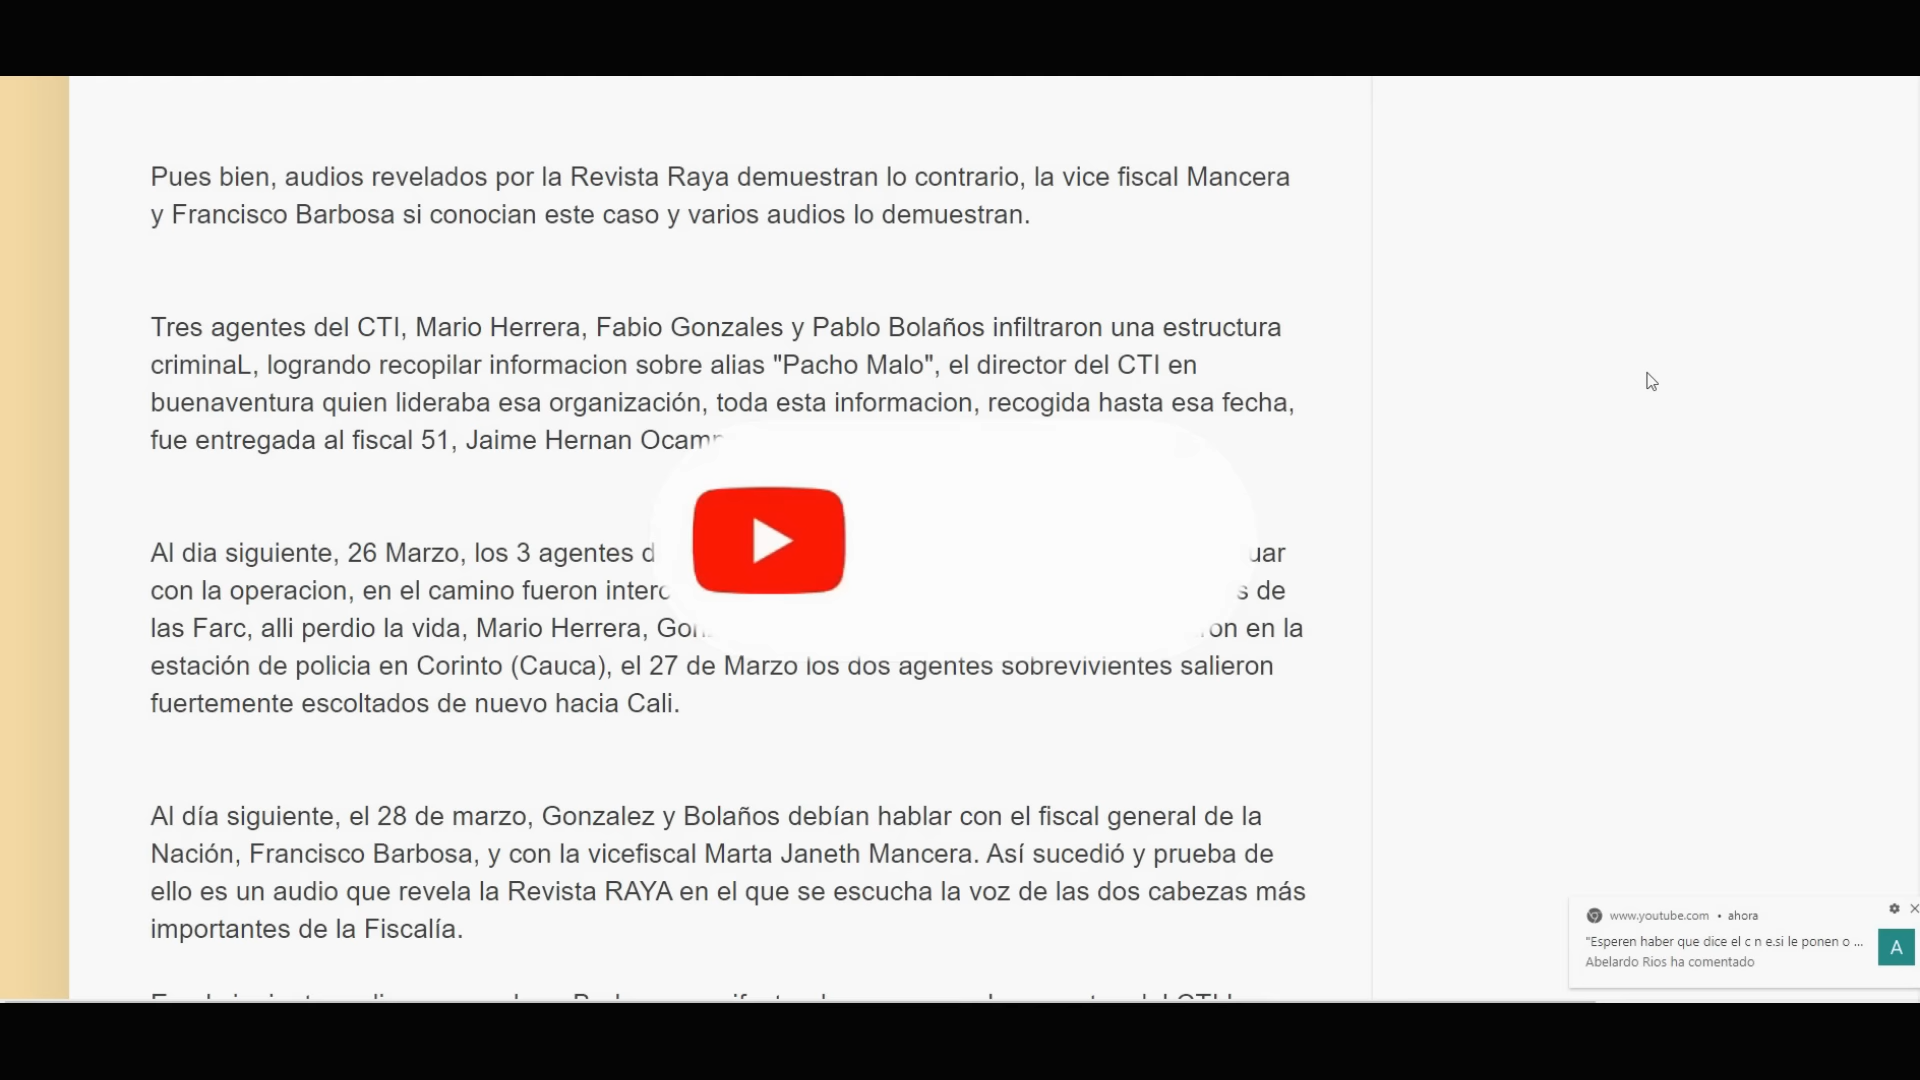 Pues bien, audios revelados por la Revista Raya demuestran lo contrario, la vice fiscal Mancera
y Francisco Barbosa si conocian este caso y varios audios lo demuestran.
Tres agentes del CTI, Mario Herrera, Fabio Gonzales y Pablo Bolaños infiltraron una estructura
criminaL, logrando recopilar informacion sobre alias "Pacho Malo", el director del CTI en
buenaventura quien lideraba esa organización, toda esta informacion, recogida hasta esa fecha,
fue entregada al fiscal 51, Jaime Hernan
Al dia siguiente, 26 Marzo, los 3 agentes
con la operacion, en el camino fueron de
las Farc, alli perdio la vida, Mario Herrera, en la
estación de policia en Corinto (Cauca), el 27 de Marzo los dos agentes sobrevivientes salieron
fuertemente escoltados de nuevo hacia Cali.
Al día siguiente, el 28 de marzo, Gonzalez y Bolaños debían hablar con el fiscal general de la
Nación, Francisco Barbosa, y con la vicefiscal Marta Janeth Mancera. Así sucedió y prueba de
ello es un audio que revela la Revista RAYA en el que se escucha la voz de las dos cabezas más
importantes de la Fiscalía.
www.youtube.com • ahora
"Esperen haber que dice el c n e.si le ponen o ...
A
Abelardo Rios ha comentado